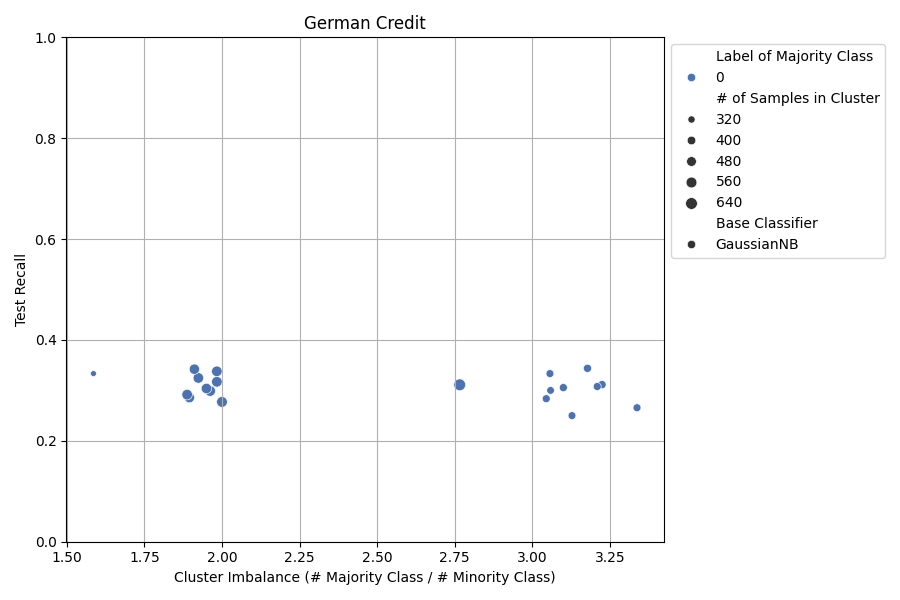 German Credit
1.0
0.8
0.6
0.4
0.2
0.0
Test Recall
1.50 1.75 2.00 2.25 2.50 2.75 3.00 3.25
Cluster Imbalance (# Majority Class / # Minority Class)
Label of Majority Class
0
# of Samples in Cluster
320
400
480
560
640
Base Classifier
GaussianNB